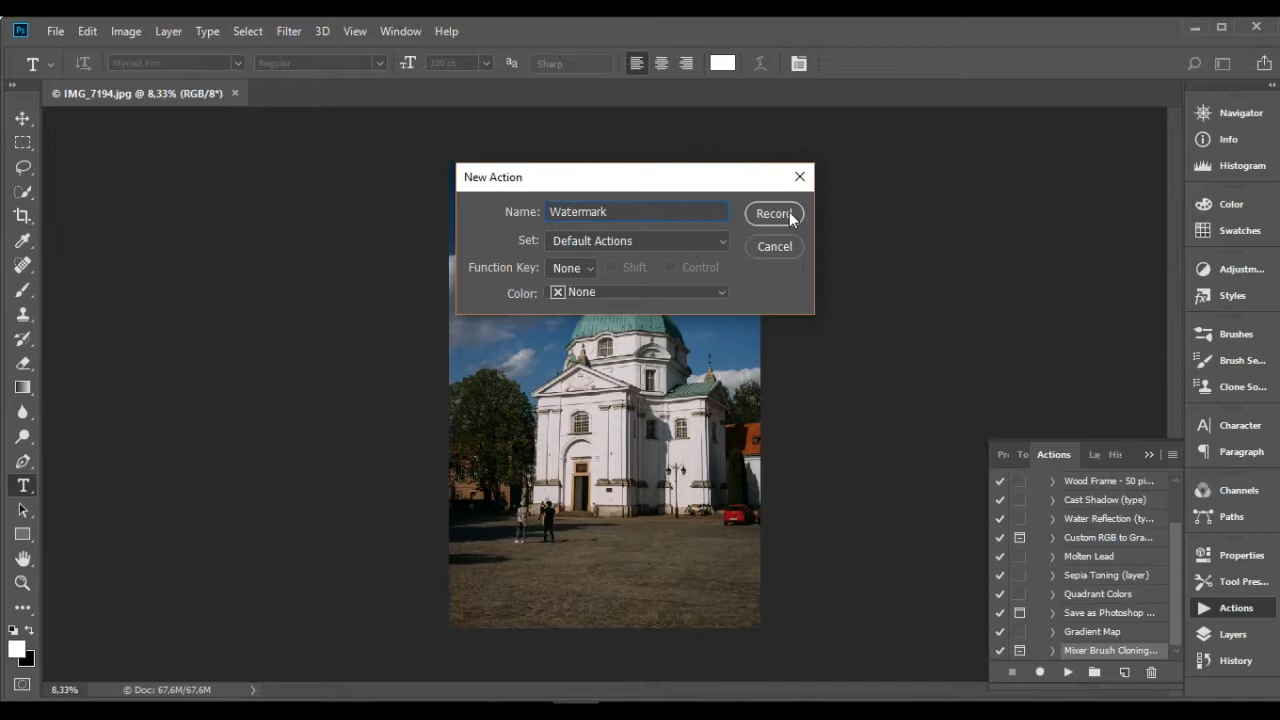 Ps File Edit Image Layer Type Select Filter 3D View Window Help
T Myriad Pro Regular 100 pt Sharp
© IMG_7194.jpg @ 8,33% (RGB/8*)
New Action
Name: Watermark Record
Set: Default Actions Cancel
Function Key: None Shift Control
Color: None
Navigator
Info
Histogram
Color
Swatches
Adjustm...
Styles
Brushes
Brush Se...
Clone So...
Character
Paragraph
Channels
Paths
Properties
Tool Pres...
Actions
Layers
History
Pr To Actions La His
Wood Frame - 50 pi...
Cast Shadow (type)
Water Reflection (ty...
Custom RGB to Gra...
Molten Lead
Sepia Toning (layer)
Quadrant Colors
Save as Photoshop ...
Gradient Map
Mixer Brush Cloning...
8,33% © Doc: 67,6M/67,6M